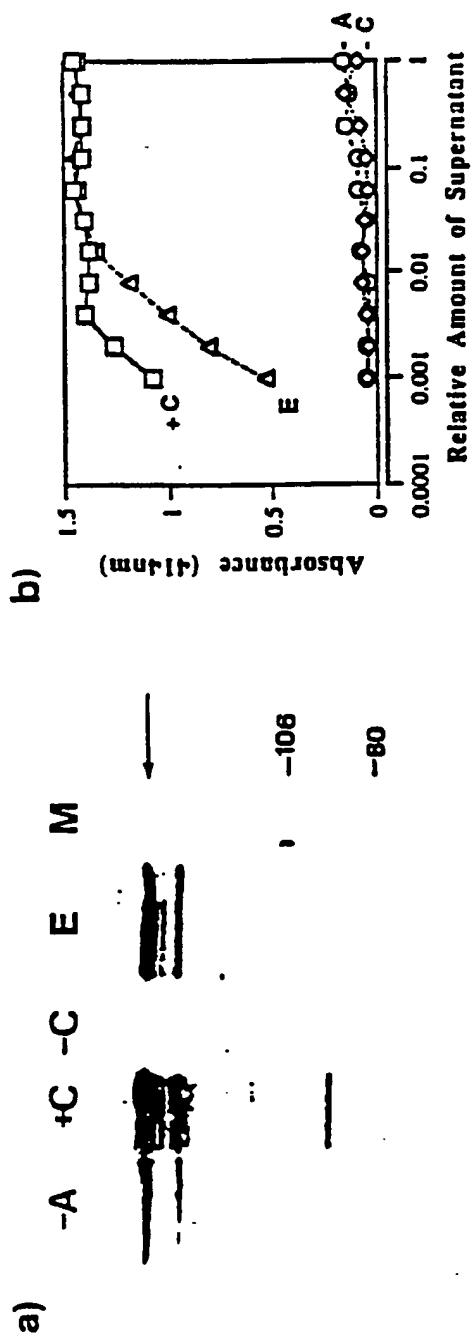 a)
-A +C -C E M
-106
-80
b)
Absorbance (414nm)
1.5
1
0.5
0
+C
E
-A
-C
0.0001 0.001 0.01 0.1 1
Relative Amount of Supernatant